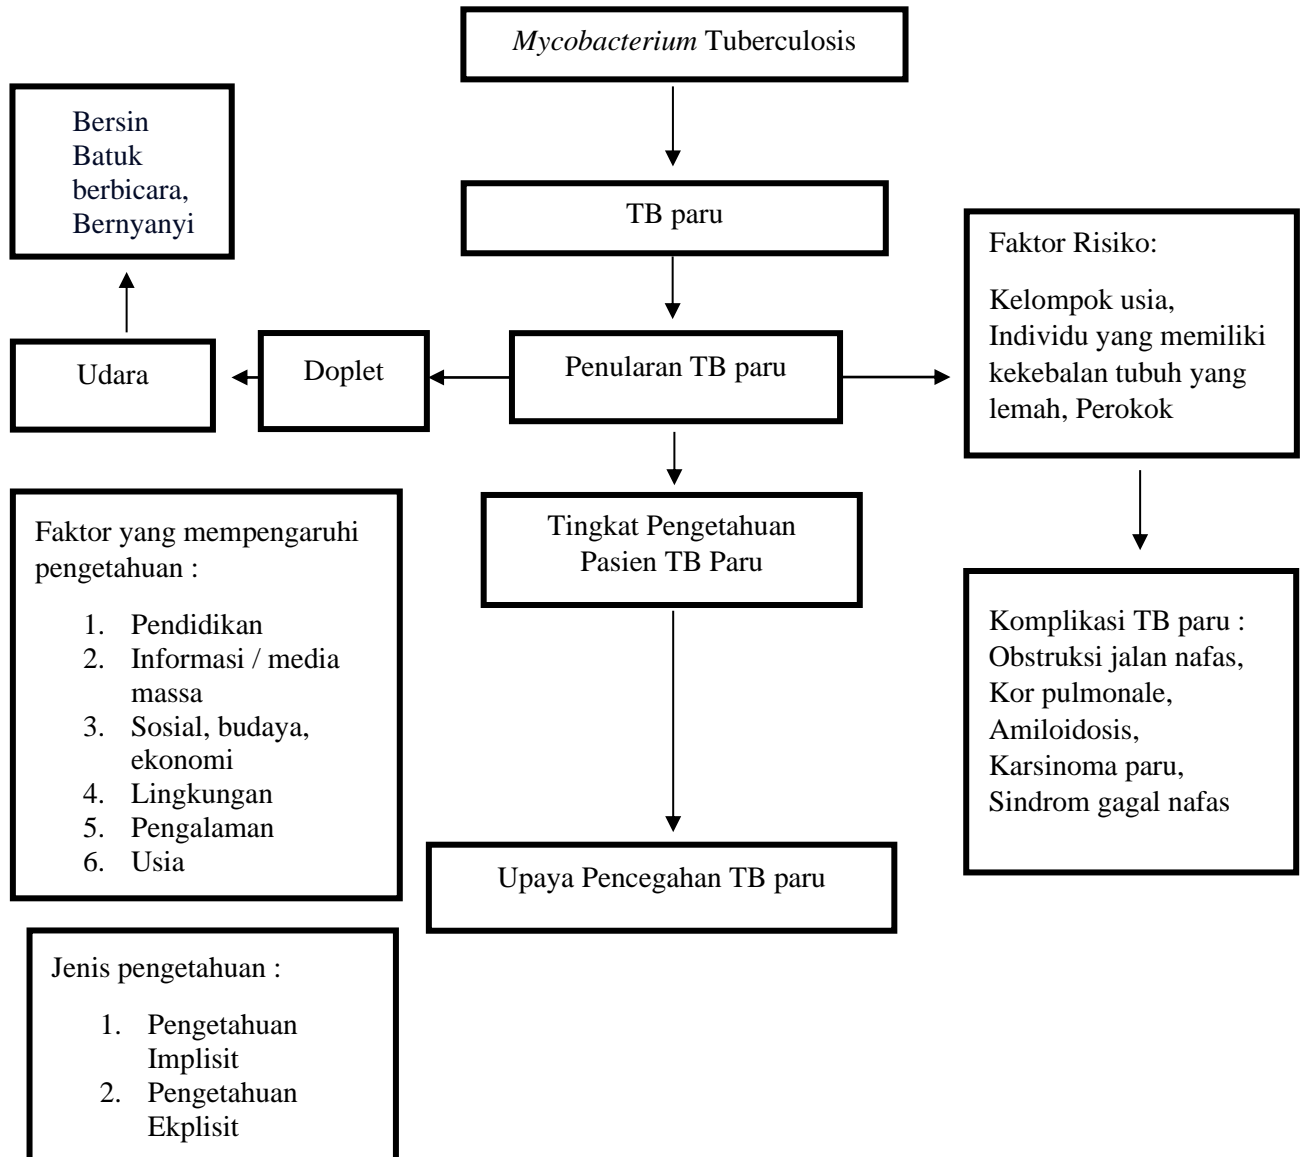 Mycobacterium Tuberculosis
Bersin
Batuk
berbicara,
Bernyanyi
TB paru
Faktor Risiko:
Kelompok usia,
Individu yang memiliki
kekebalan tubuh yang
lemah, Perokok
Udara
Doplet
Penularan TB paru
Faktor yang mempengaruhi
pengetahuan :
1. Pendidikan
2. Informasi / media
massa
3. Sosial, budaya,
ekonomi
4. Lingkungan
5. Pengalaman
6. Usia
Tingkat Pengetahuan
Pasien TB Paru
Komplikasi TB paru :
Obstruksi jalan nafas,
Kor pulmonale,
Amiloidosis,
Karsinoma paru,
Sindrom gagal nafas
Upaya Pencegahan TB paru
Jenis pengetahuan :
1. Pengetahuan
Implisit
2. Pengetahuan
Ekplisit